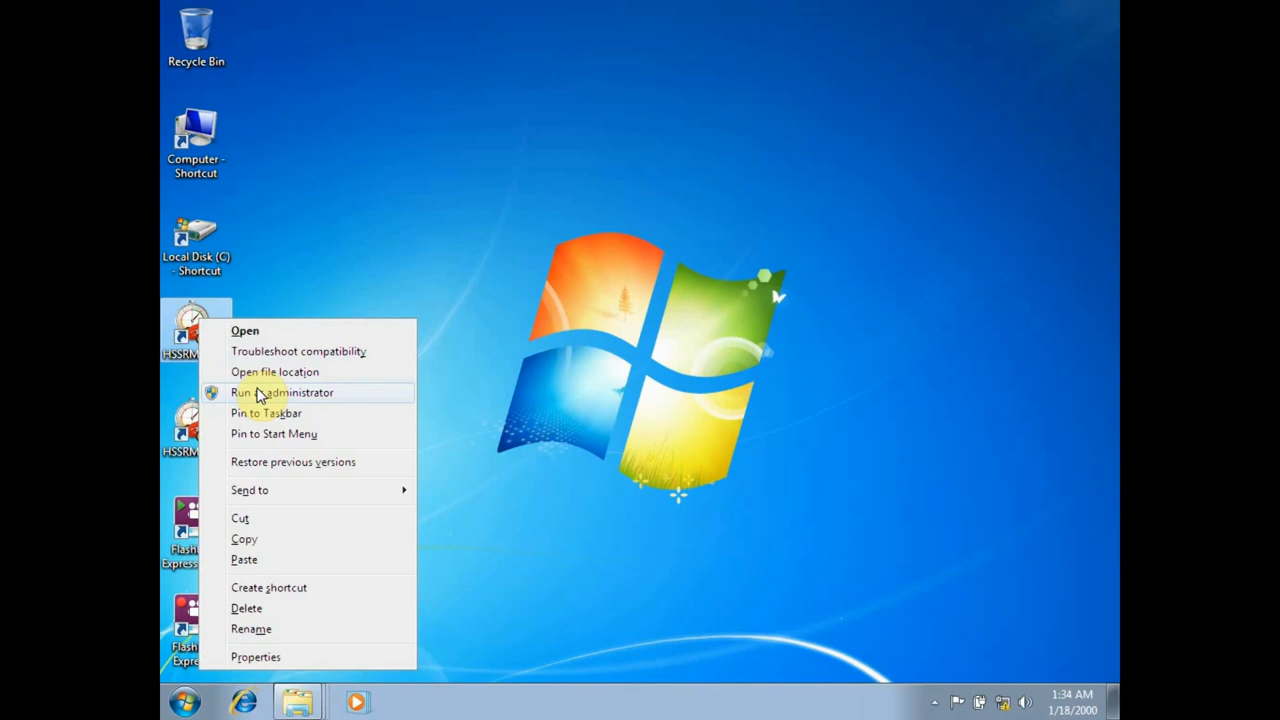 Recycle Bin
Computer -
Shortcut
Local Disk (C)
- Shortcut
HSSRM
HSSRM
Flash
Express
Flash
Expre
Open
Troubleshoot compatibility
Open file location
Run as administrator
Pin to Taskbar
Pin to Start Menu
Restore previous versions
Send to
Cut
Copy
Paste
Create shortcut
Delete
Rename
Properties
1:34 AM
1/18/2000